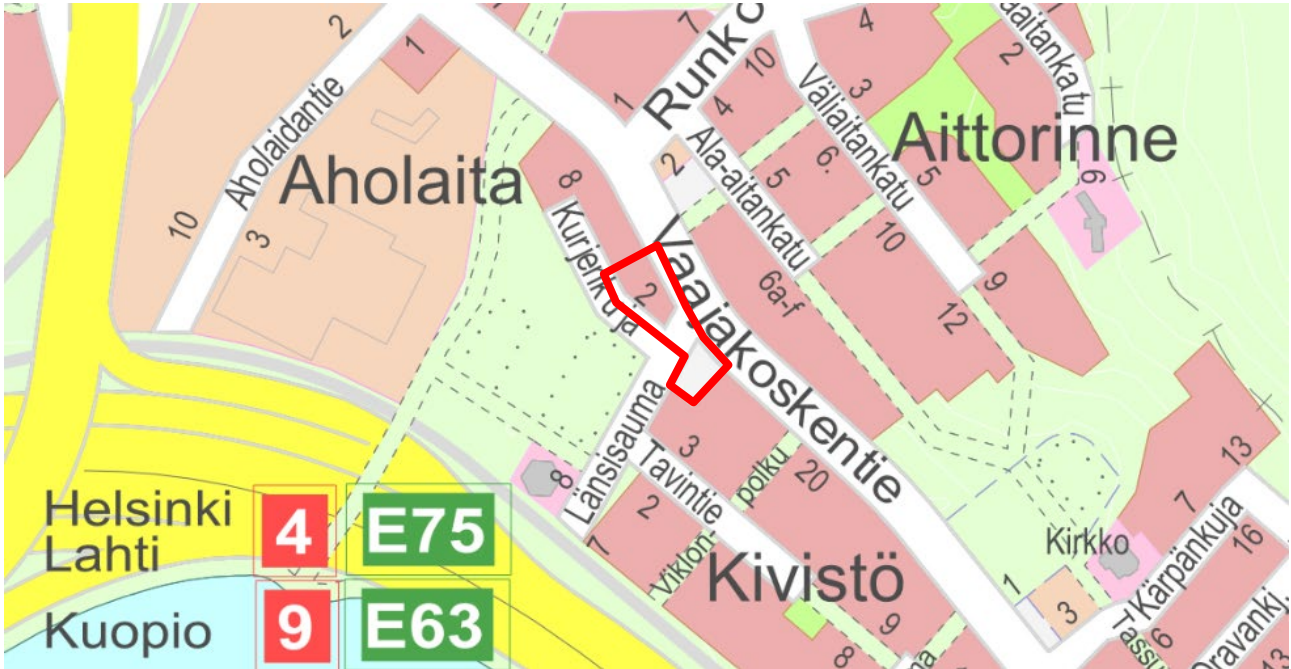 2
1
7
Runko
10
4
3
2
Aholaidantie
Aholaita
10
3
1
4
2
Väliaitankatu
Aittorinne
Ala-aitankatu
5
6.
5
6
8
Kurjenkuja
2
Vaajakoskentie
6a-f
10
12
9
Länsisauma
8
3
Tavintie
2
7
Viklon-
polku
20
Kivistö
9
8
Kirkko
1
3
Kärpänkuja
7
13
16
6
Oravanki
13
Helsinki
Lahti
4
E75
Kuopio
9
E63